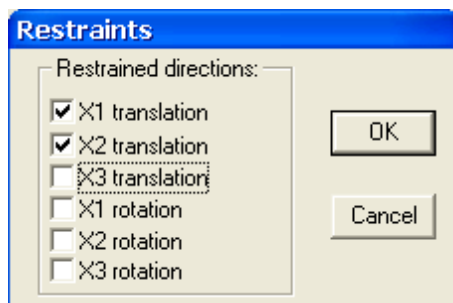 Restraints
Restrained directions:
X1 translation
X2 translation
X3 translation
X1 rotation
X2 rotation
X3 rotation
OK
Cancel